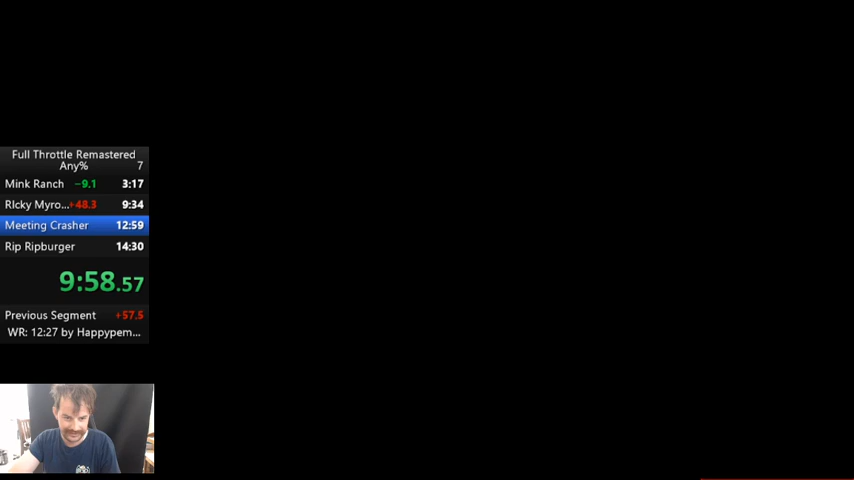 Full Throttle Remastered
Any% 7
Mink Ranch −9.1 3:17
RIcky Myro...+48.3 9:34
Meeting Crasher 12:59
Rip Ripburger 14:30
9:58.57
Previous Segment +57.5
WR: 12:27 by Happypem...